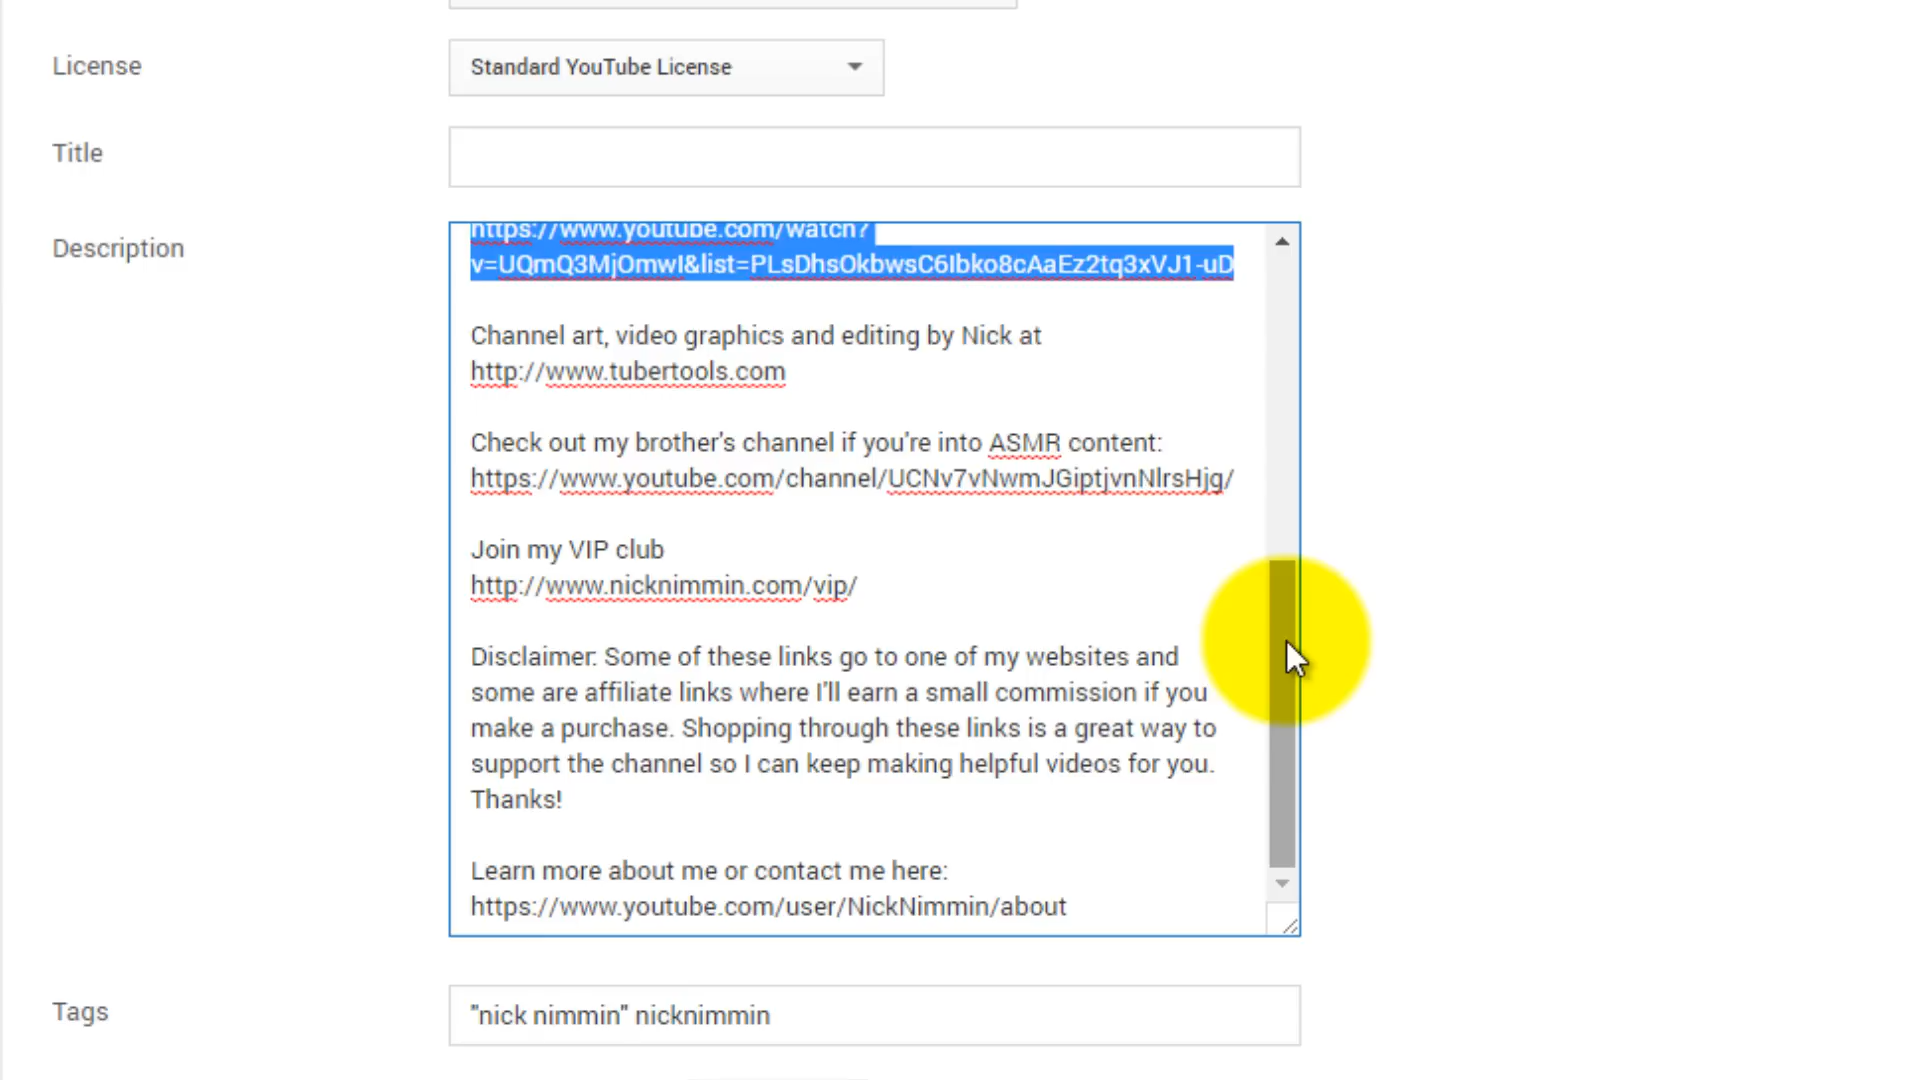 License
Standard YouTube License
Title
Description
https://www.youtube.com/watch?
v=UQmQ3MjOmwI&list=PLsDhsOkbwsC6Ibko8cAaEz2tq3xVJ1-uD
Channel art, video graphics and editing by Nick at
http://www.tubertools.com
Check out my brother's channel if you're into ASMR content:
https://www.youtube.com/channel/UCNv7vNwmJGiptjvnNlrsHjg/
Join my VIP club
http://www.nicknimmin.com/vip/
Disclaimer: Some of these links go to one of my websites and
some are affiliate links where I'll earn a small commission if you
make a purchase. Shopping through these links is a great way to
support the channel so I can keep making helpful videos for you.
Thanks!
Learn more about me or contact me here:
https://www.youtube.com/user/NickNimmin/about
Tags
"nick nimmin" nicknimmin